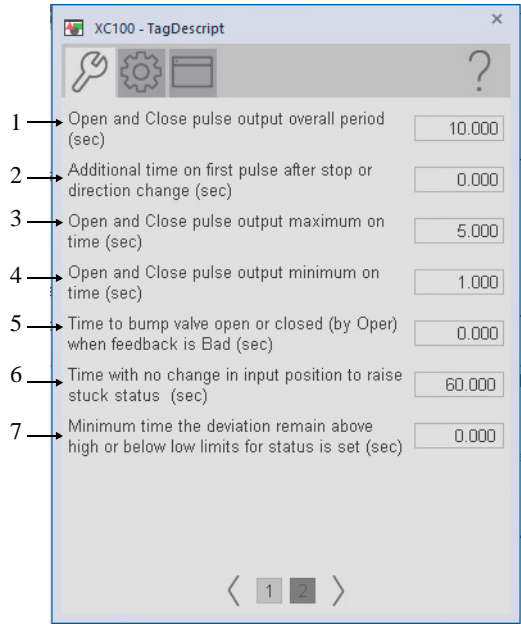 XC100 - TagDescript
×
?
1
Open and Close pulse output overall period
(sec)
10.000
2
Additional time on first pulse after stop or
direction change (sec)
0.000
3
Open and Close pulse output maximum on
time (sec)
5.000
4
Open and Close pulse output minimum on
time (sec)
1.000
5
Time to bump valve open or closed (by Oper)
when feedback is Bad (sec)
0.000
6
Time with no change in input position to raise
stuck status (sec)
60.000
7
Minimum time the deviation remain above
high or below low limits for status is set (sec)
0.000
1 2